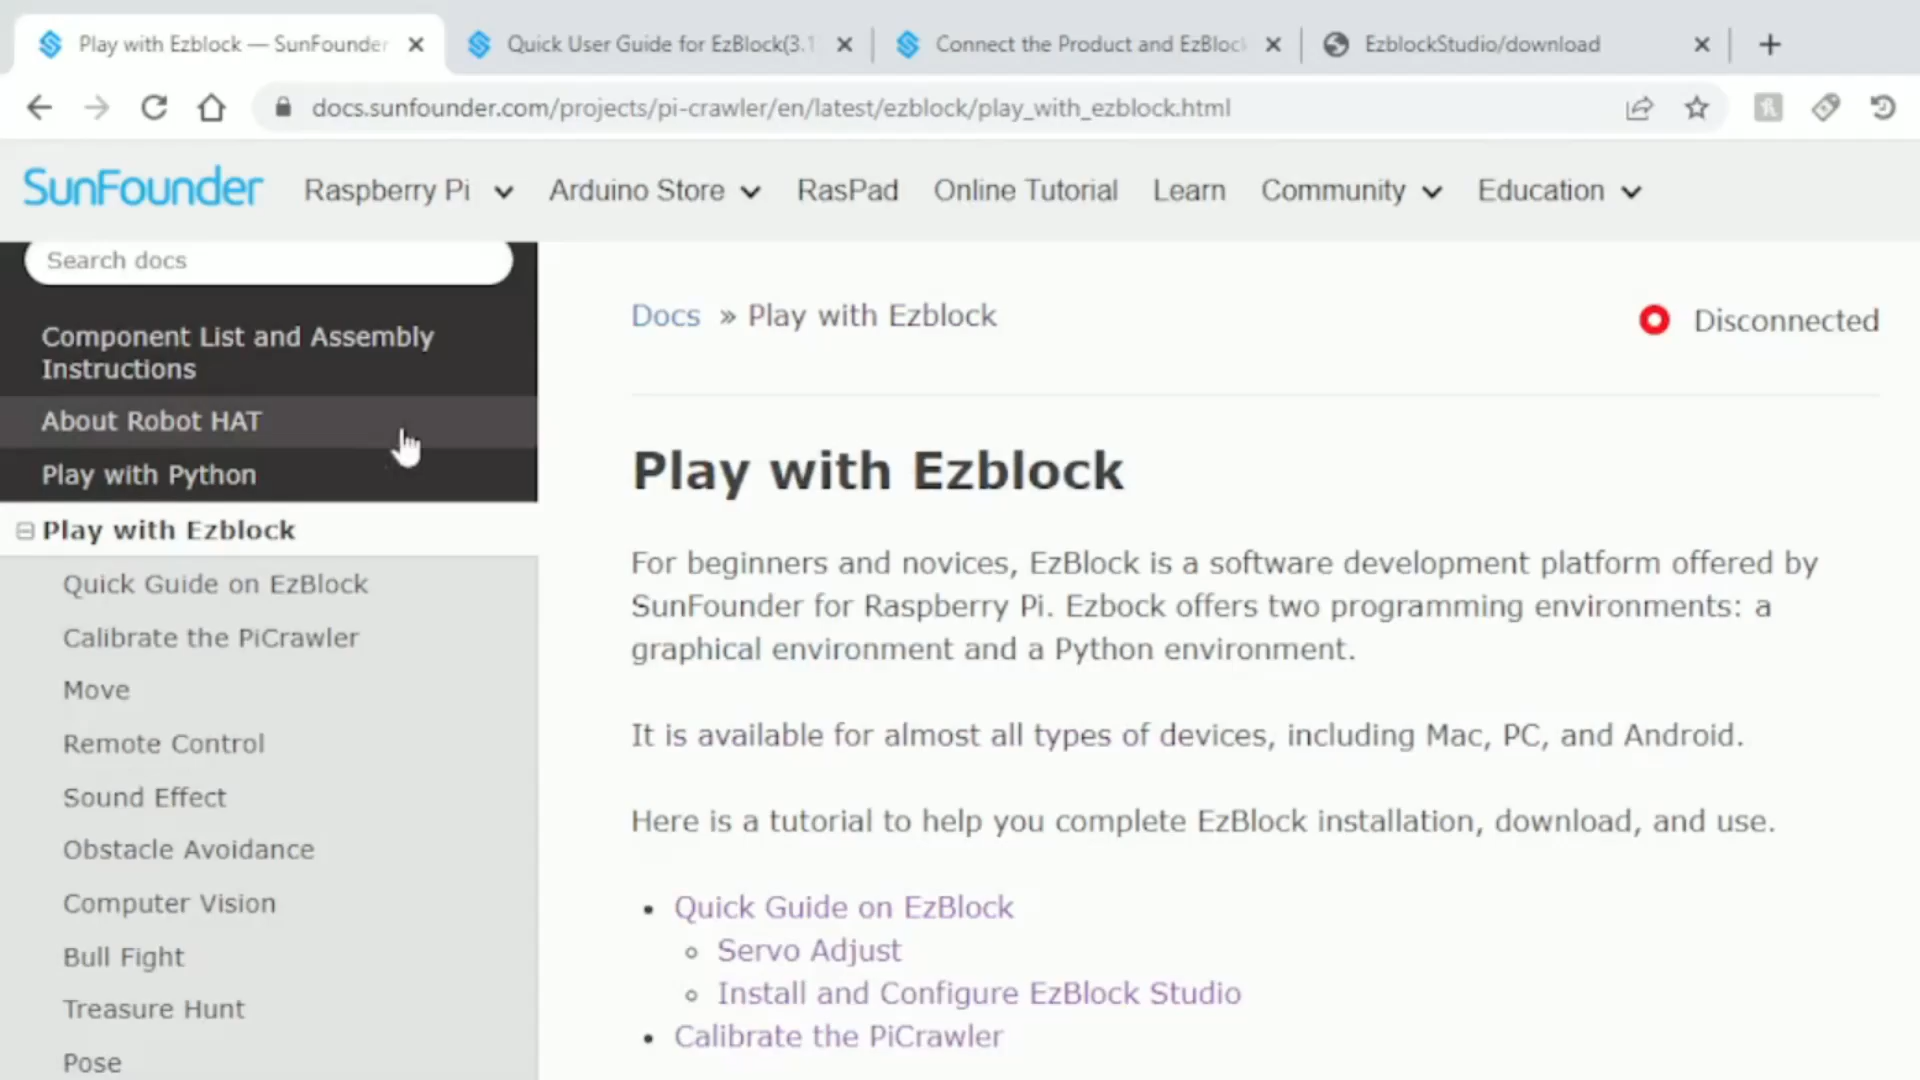 Play with Ezblock — SunFounder
Quick User Guide for EzBlock(3.1
Connect the Product and EzBloc
EzblockStudio/download
docs.sunfounder.com/projects/pi-crawler/en/latest/ezblock/play_with_ezblock.html
SunFounder
Raspberry Pi
Arduino Store
RasPad
Online Tutorial
Learn
Community
Education
Search docs
Component List and Assembly
Instructions
About Robot HAT
Play with Python
Play with Ezblock
Quick Guide on EzBlock
Calibrate the PiCrawler
Move
Remote Control
Sound Effect
Obstacle Avoidance
Computer Vision
Bull Fight
Treasure Hunt
Pose
Docs » Play with Ezblock
Disconnected
Play with Ezblock
For beginners and novices, EzBlock is a software development platform offered by
SunFounder for Raspberry Pi. Ezbock offers two programming environments: a
graphical environment and a Python environment.
It is available for almost all types of devices, including Mac, PC, and Android.
Here is a tutorial to help you complete EzBlock installation, download, and use.
• Quick Guide on EzBlock
◦ Servo Adjust
◦ Install and Configure EzBlock Studio
• Calibrate the PiCrawler